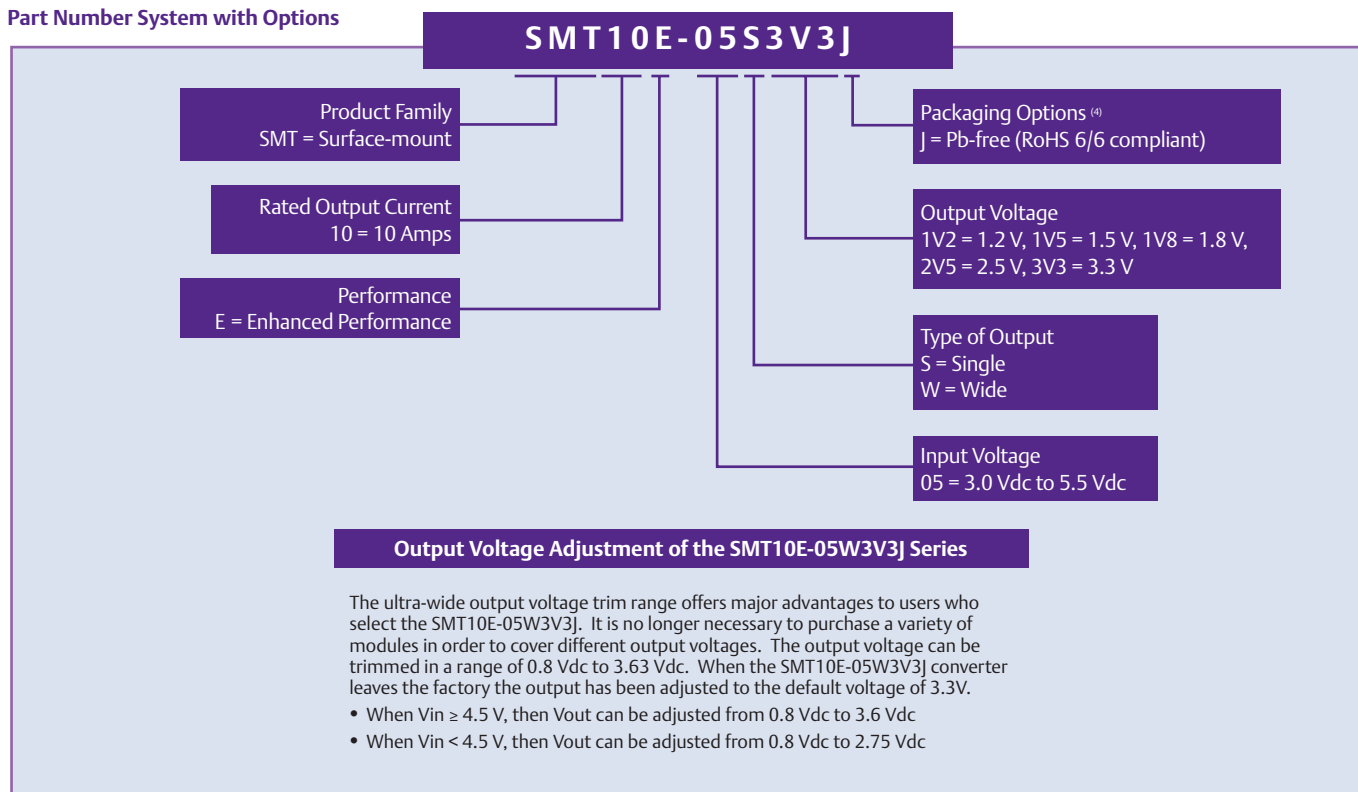 Part Number System with Options
SMT10E-05S3V3J
Product Family
SMT = Surface-mount
Rated Output Current
10 = 10 Amps
Performance
E = Enhanced Performance
Packaging Options (4)
J = Pb-free (RoHS 6/6 compliant)
Output Voltage
1V2 = 1.2 V, 1V5 = 1.5 V, 1V8 = 1.8 V,
2V5 = 2.5 V, 3V3 = 3.3 V
Type of Output
S = Single
W = Wide
Input Voltage
05 = 3.0 Vdc to 5.5 Vdc
Output Voltage Adjustment of the SMT10E-05W3V3J Series
The ultra-wide output voltage trim range offers major advantages to users who
select the SMT10E-05W3V3J. It is no longer necessary to purchase a variety of
modules in order to cover different output voltages. The output voltage can be
trimmed in a range of 0.8 Vdc to 3.63 Vdc. When the SMT10E-05W3V3J converter
leaves the factory the output has been adjusted to the default voltage of 3.3V.
• When Vin ≥ 4.5 V, then Vout can be adjusted from 0.8 Vdc to 3.6 Vdc
• When Vin < 4.5 V, then Vout can be adjusted from 0.8 Vdc to 2.75 Vdc